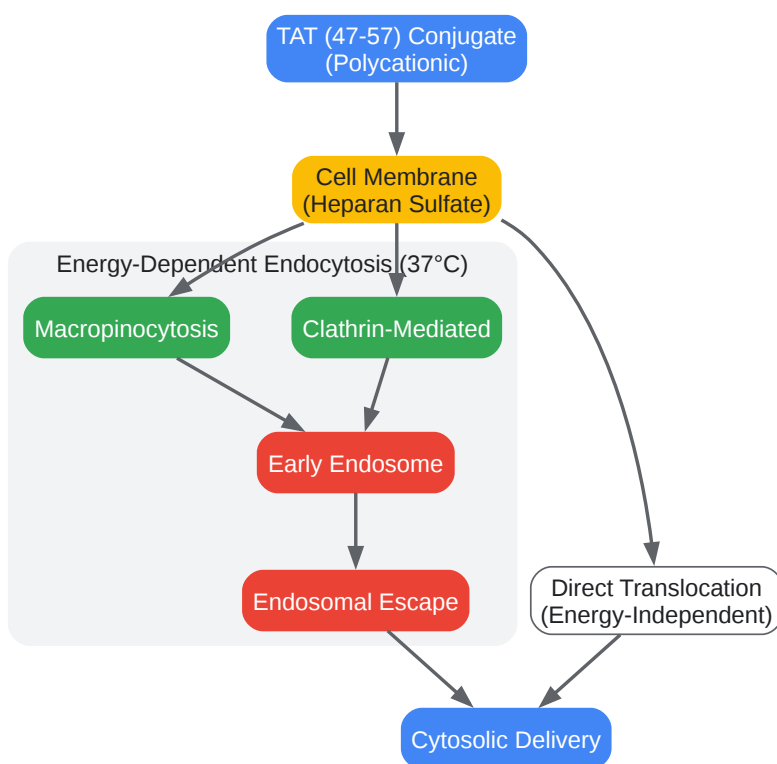 TAT (47-57) Conjugate
(Polycationic)
Cell Membrane
(Heparan Sulfate)
Energy-Dependent Endocytosis (37°C)
Macropinocytosis
Clathrin-Mediated
Early Endosome
Endosomal Escape
Direct Translocation
(Energy-Independent)
Cytosolic Delivery